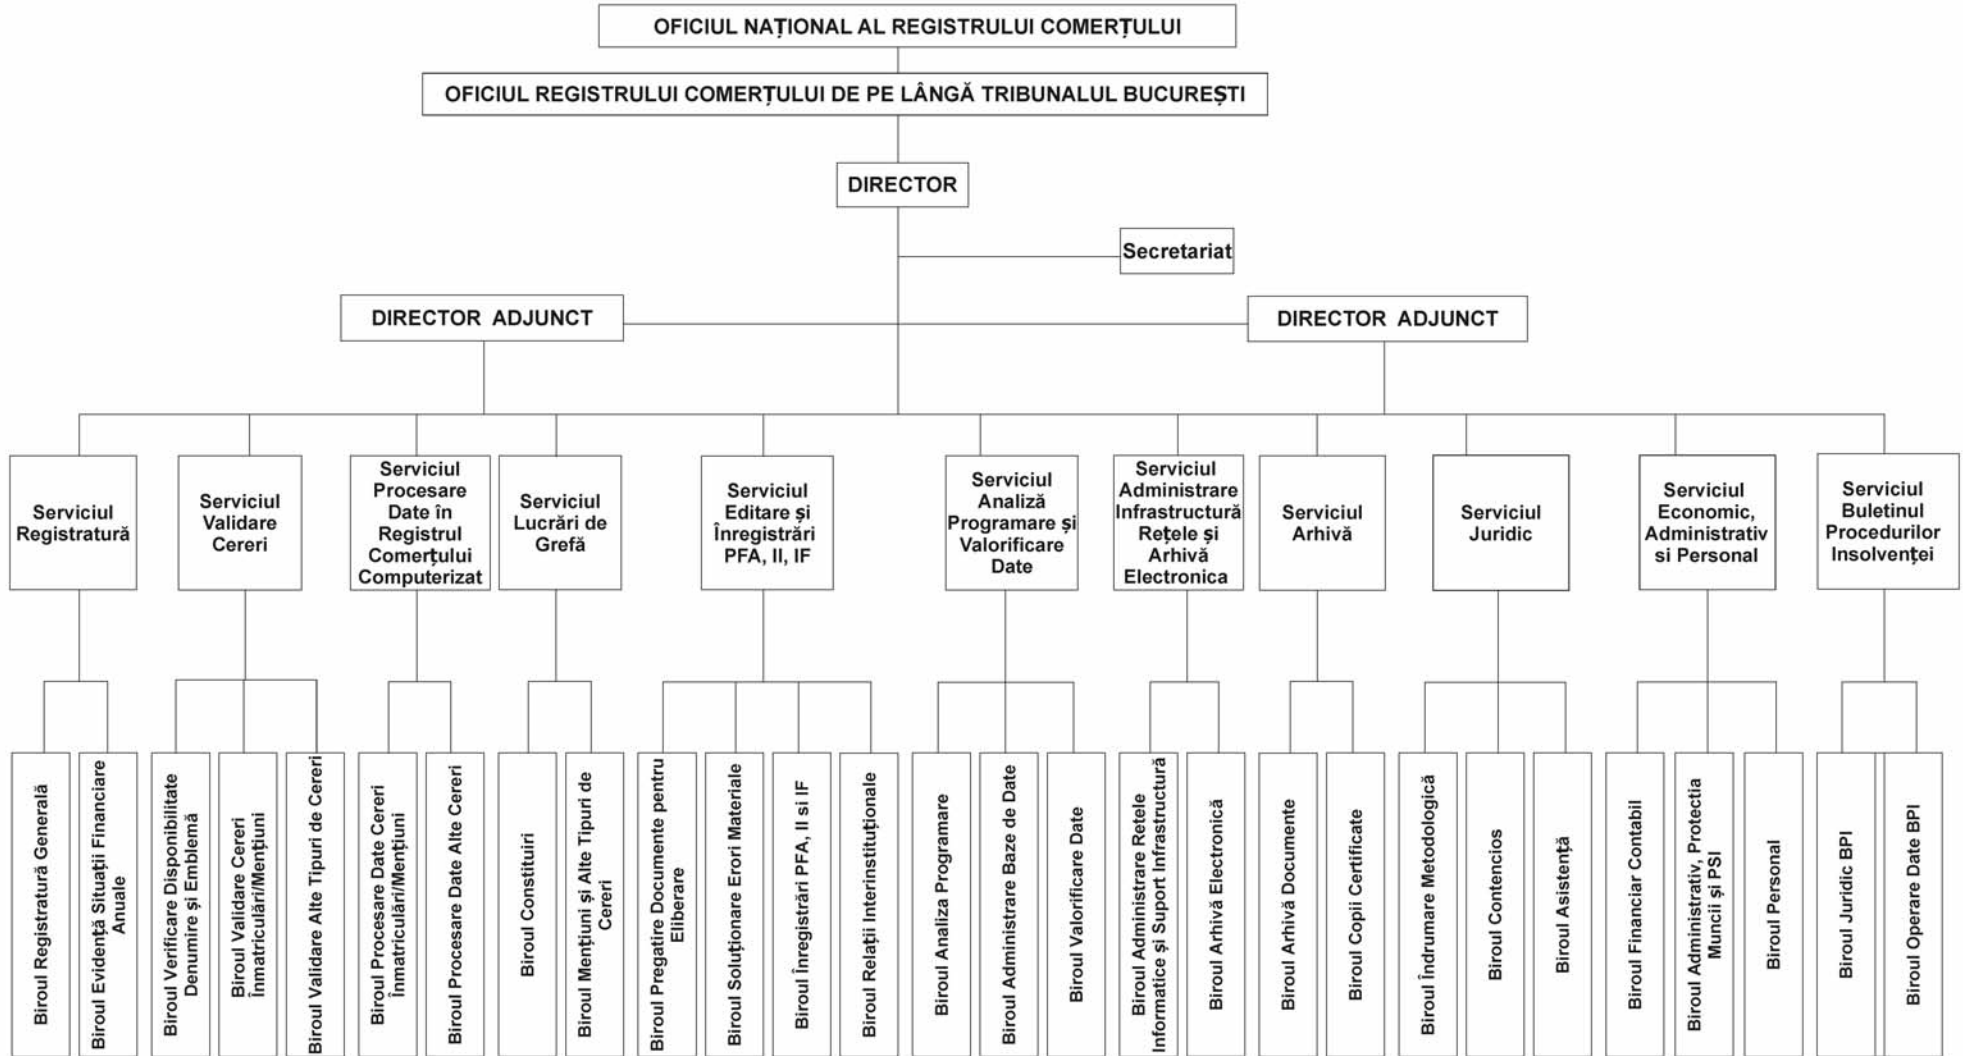 OFICIUL NAȚIONAL AL REGISTRULUI COMERȚULUI
OFICIUL REGISTRULUI COMERȚULUI DE PE LÂNGĂ TRIBUNALUL BUCUREȘTI
DIRECTOR
Secretariat
DIRECTOR ADJUNCT
DIRECTOR ADJUNCT
Serviciul
Registratură
Serviciul
Validare
Cereri
Serviciul
Procesare
Date în
Registrul
Comerțului
Computerizat
Serviciul
Lucrări de
Grefă
Serviciul
Editare și
Înregistrări
PFA, II, IF
Serviciul
Analiză
Programare și
Valorificare
Date
Serviciul
Administrare
Infrastructură
Rețele și
Arhivă
Electronica
Serviciul
Arhivă
Serviciul
Juridic
Serviciul
Economic,
Administrativ
si Personal
Serviciul
Buletinul
Procedurilor
Insolvenței
Biroul Registratură Generală
Biroul Evidență Situații Financiare
Anuale
Biroul Verificare Disponibilitate
Denumire și Emblemă
Biroul Validare Cereri
Înmatriculări/Mențiuni
Biroul Validare Alte Tipuri de Cereri
Biroul Procesare Date Cereri
Înmatriculări/Mențiuni
Biroul Procesare Date Alte Cereri
Biroul Constituiri
Biroul Mențiuni și Alte Tipuri de
Cereri
Biroul Pregatire Documente pentru
Eliberare
Biroul Soluționare Erori Materiale
Biroul Înregistrări PFA, II si IF
Biroul Relații Interinstituționale
Biroul Analiza Programare
Biroul Administrare Baze de Date
Biroul Valorificare Date
Biroul Administrare Retele
Informatice și Suport Infrastructură
Biroul Arhivă Electronică
Biroul Arhivă Documente
Biroul Copii Certificate
Biroul Îndrumare Metodologică
Biroul Contencios
Biroul Asistență
Biroul Financiar Contabil
Biroul Administrativ, Protectia
Muncii și PSI
Biroul Personal
Biroul Juridic BPI
Biroul Operare Date BPI